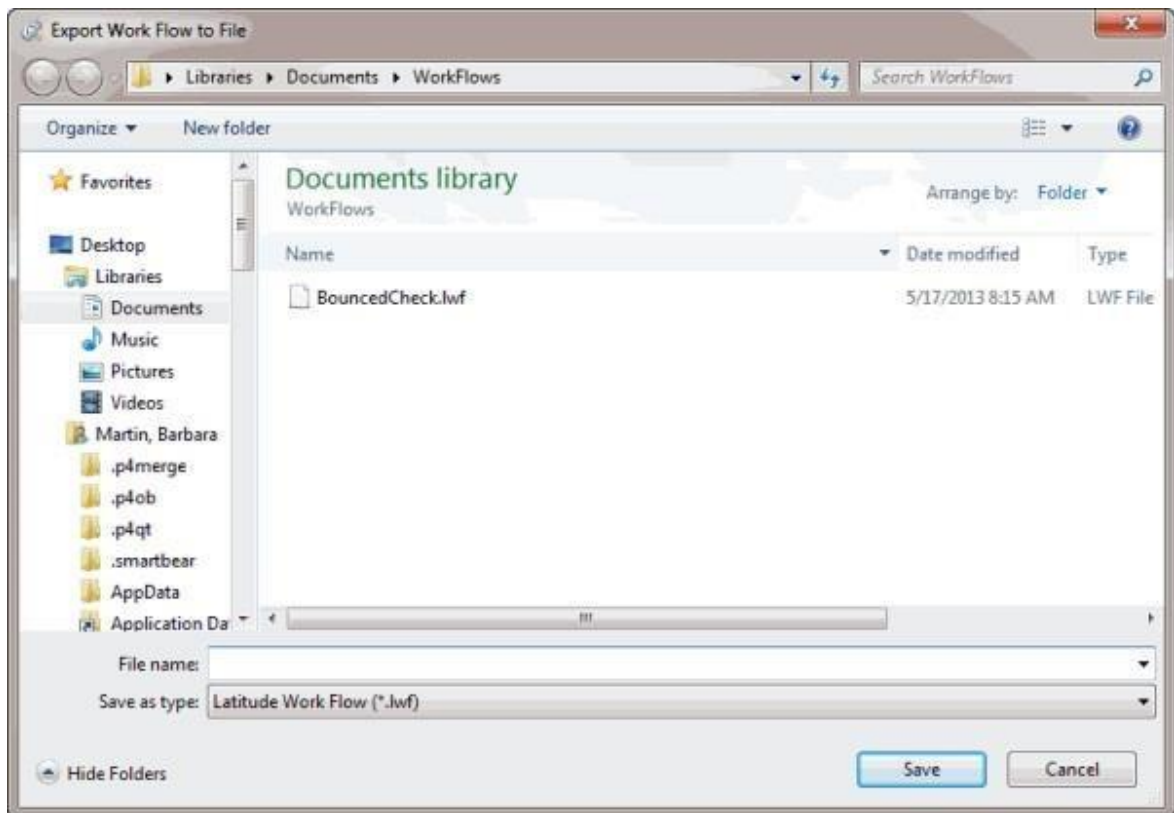 Export Work Flow to File
Libraries Documents WorkFlows Search WorkFlows
Organize New folder
Favorites
Desktop
Libraries
Documents
Music
Pictures
Videos
Martin, Barbara
.p4merge
.p4ob
.p4qt
.smartbear
AppData
Application Da
Documents library
WorkFlows
Arrange by: Folder
Name Date modified Type
BouncedCheck.lwf 5/17/2013 8:15 AM LWF File
File name:
Save as type: Latitude Work Flow (*.lwf)
Hide Folders Save Cancel